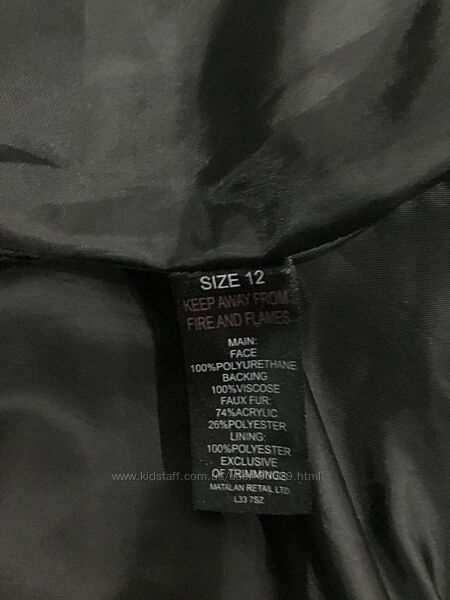 SIZE 12
KEEP AWAY FROM
FIRE AND FLAMES
MAIN:
FACE
100%POLYURETHANE
BACKING
100%VISCOSE
FAUX FUR:
74%ACRYLIC
26%POLYESTER
LINING:
100%POLYESTER
EXCLUSIVE
OF TRIMMINGS
MATALAN RETAIL LTD
L33 7SZ